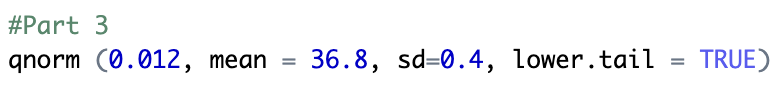 #Part 3
qnorm (0.012, mean = 36.8, sd=0.4, lower.tail = TRUE)